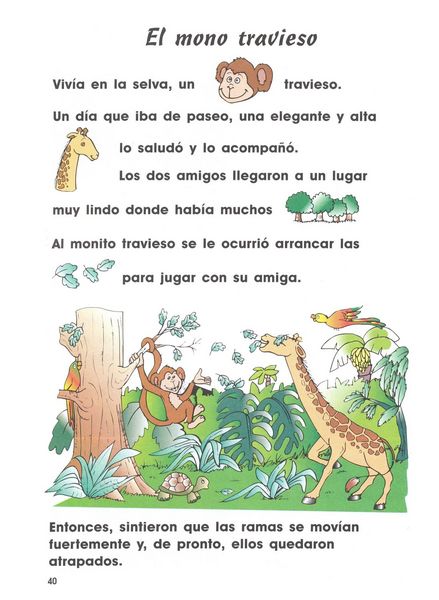 El mono travieso
Vivía en la selva, un travieso.
Un día que iba de paseo, una elegante y alta
lo saludó y lo acompañó.
Los dos amigos llegaron a un lugar
muy lindo donde había muchos
Al monito travieso se le ocurrió arrancar las
para jugar con su amiga.
Entonces, sintieron que las ramas se movían
fuertemente y, de pronto, ellos quedaron
atrapados.
40